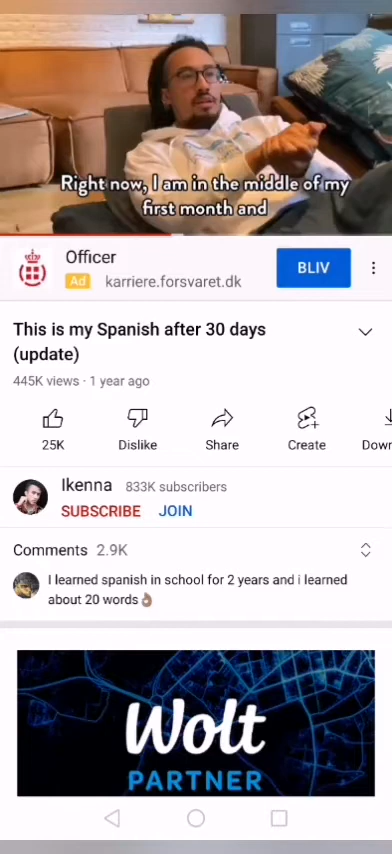 Right now, I am in the middle of my
first month and
Officer
Ad karriere.forsvaret.dk
BLIV
This is my Spanish after 30 days
(update)
445K views · 1 year ago
25K
Dislike
Share
Create
Down
Ikenna 833K subscribers
SUBSCRIBE JOIN
Comments 2.9K
I learned spanish in school for 2 years and i learned
about 20 words👌🏽
Wolt
PARTNER